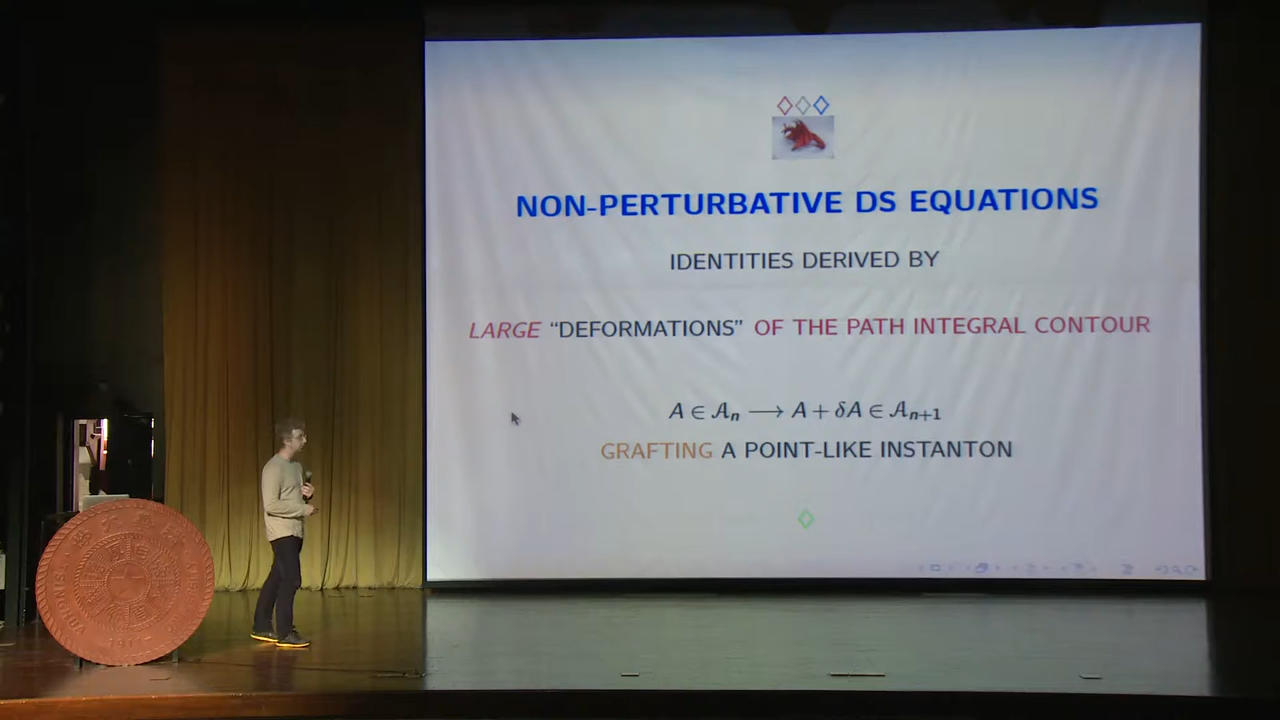 NON-PERTURBATIVE DS EQUATIONS
IDENTITIES DERIVED BY
LARGE “DEFORMATIONS” OF THE PATH INTEGRAL CONTOUR
A ∈ 𝒜ₙ ⟶ A + δA ∈ 𝒜ₙ₊₁
GRAFTING A POINT-LIKE INSTANTON